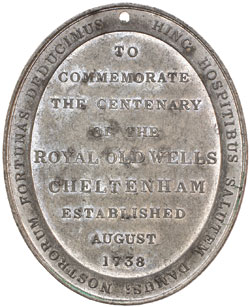 HINC HOSPITIBUS SALUTEM DAMUS; NOSTRORUM FORTUNAS DEDUCIMUS
TO
COMMEMORATE
THE CENTENARY
OF THE
ROYAL OLD WELLS
CHELTENHAM
ESTABLISHED
AUGUST
1738